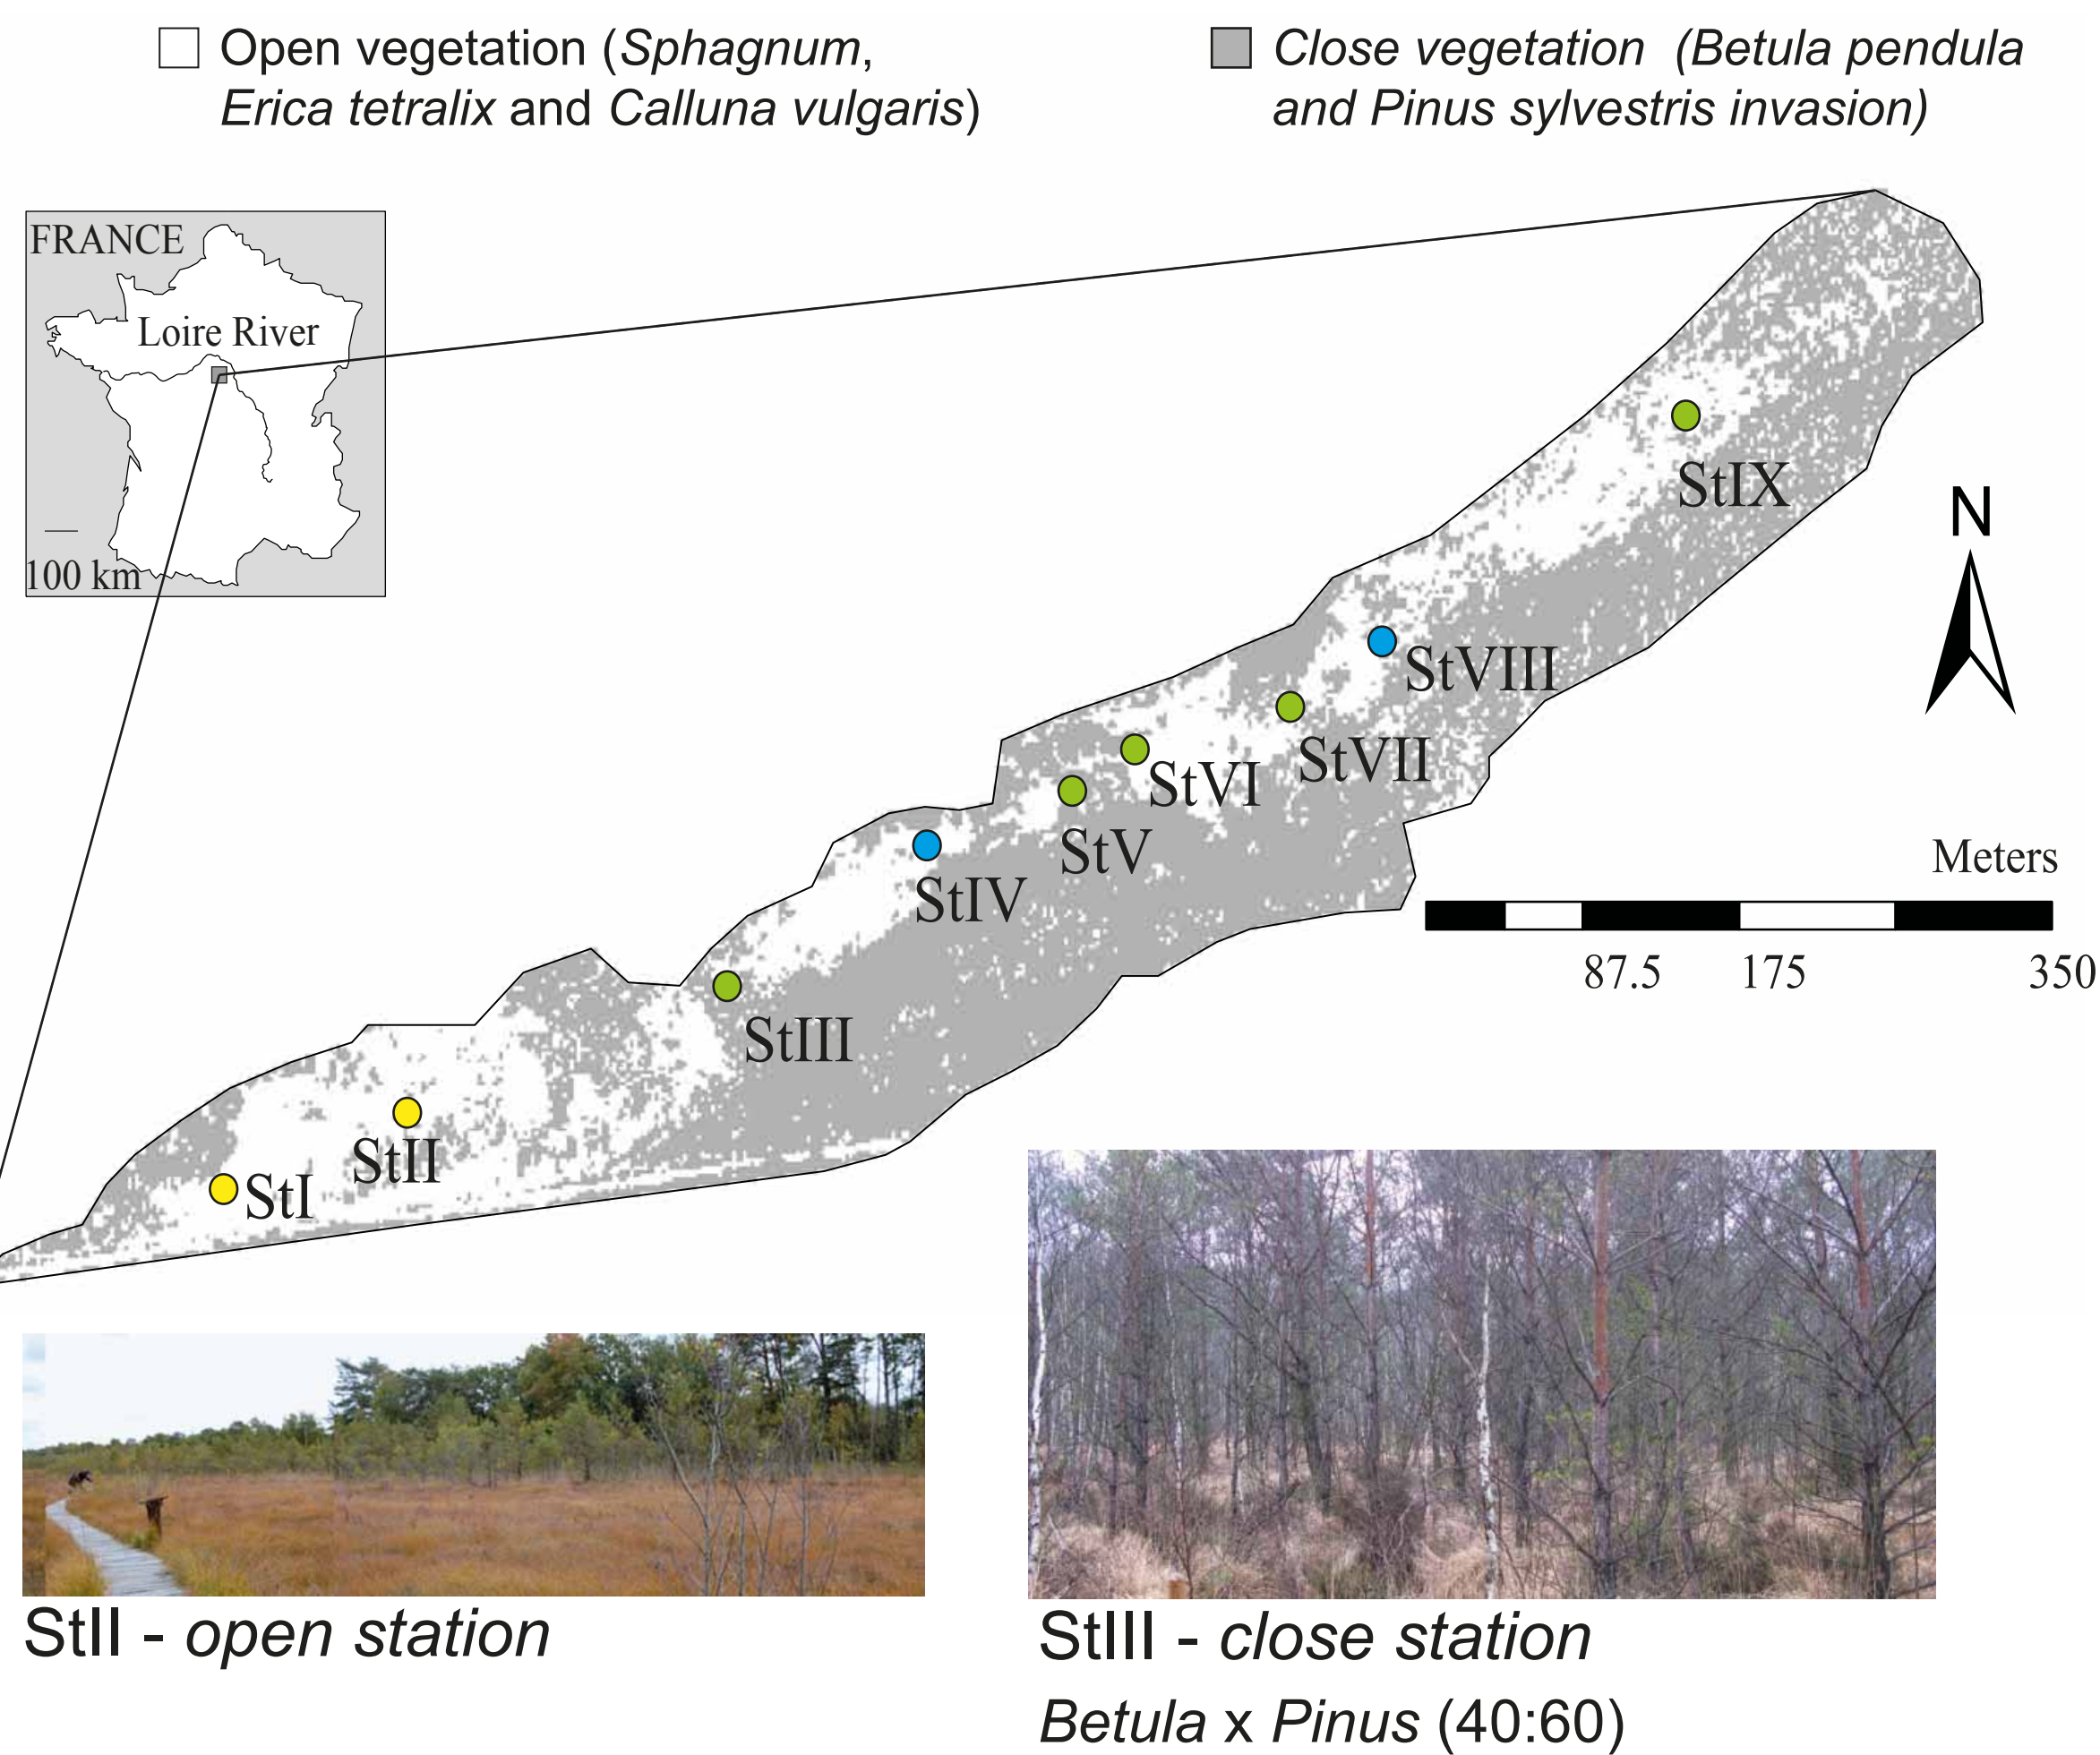 Open vegetation (Sphagnum,
Erica tetralix and Calluna vulgaris)
Close vegetation (Betula pendula
and Pinus sylvestris invasion)
FRANCE
Loire River
100 km
StIX
N
StVIII
StVII
StVI
StV
StIV
Meters
87.5 175 350
StIII
StII
StI
StII - open station
StIII - close station
Betula x Pinus (40:60)